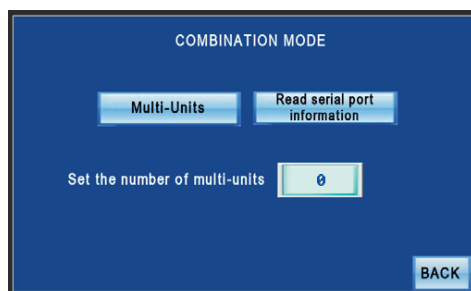 COMBINATION MODE
Multi-Units
Read serial port
information
Set the number of multi-units
0
BACK